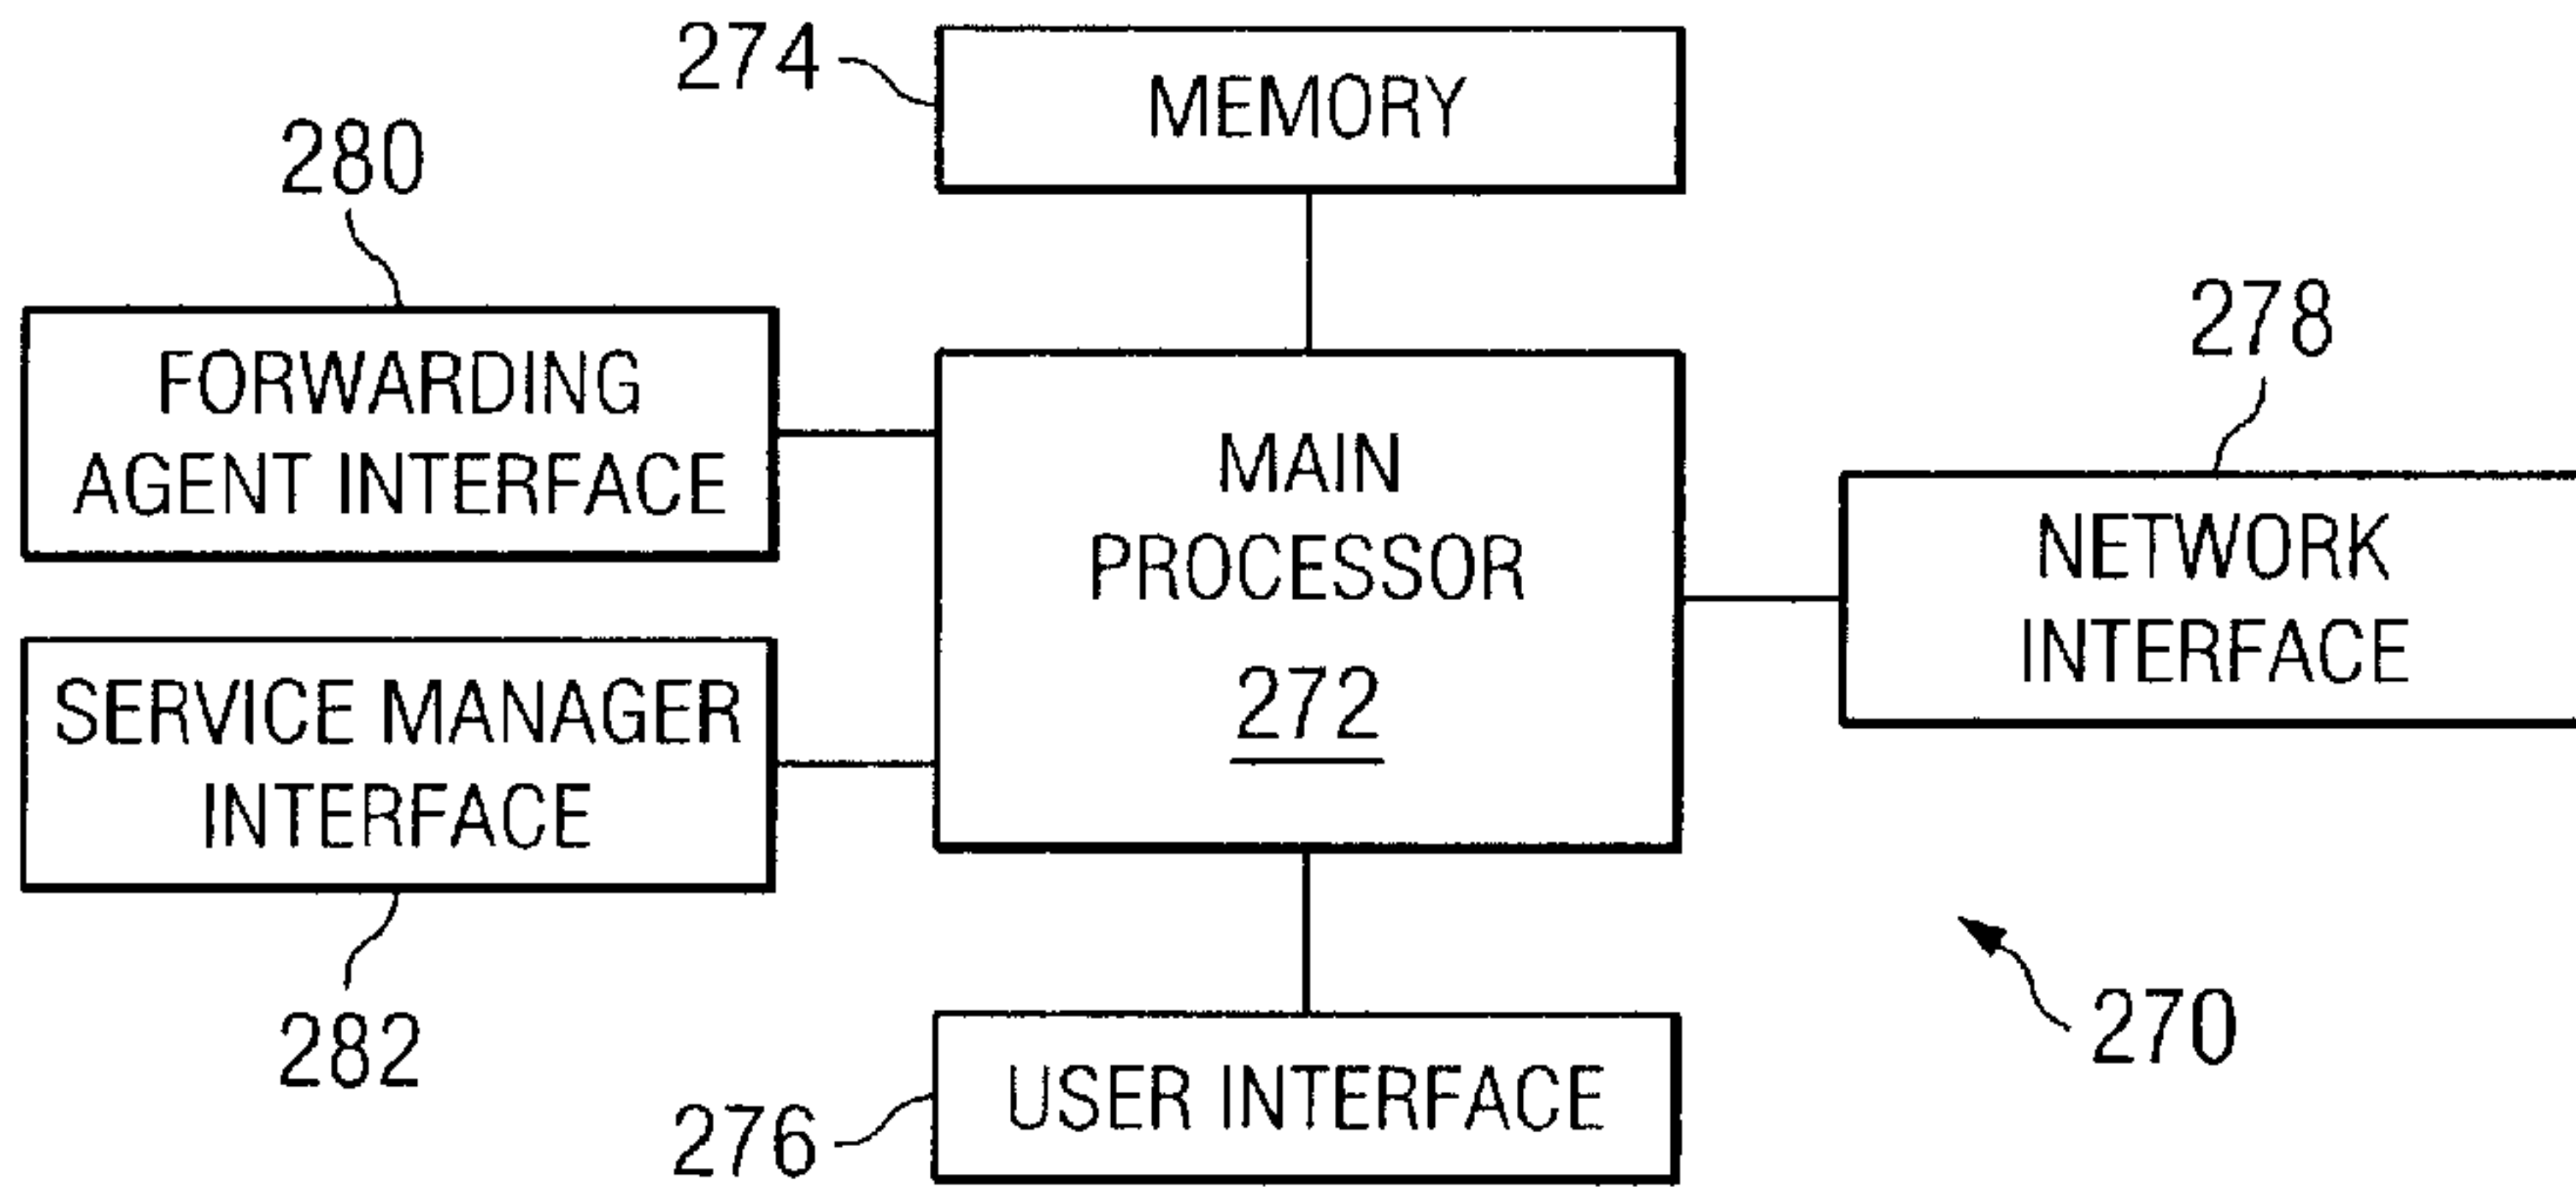 274
MEMORY
280
FORWARDING
AGENT INTERFACE
MAIN
PROCESSOR
272
278
NETWORK
INTERFACE
SERVICE MANAGER
INTERFACE
282
270
276
USER INTERFACE